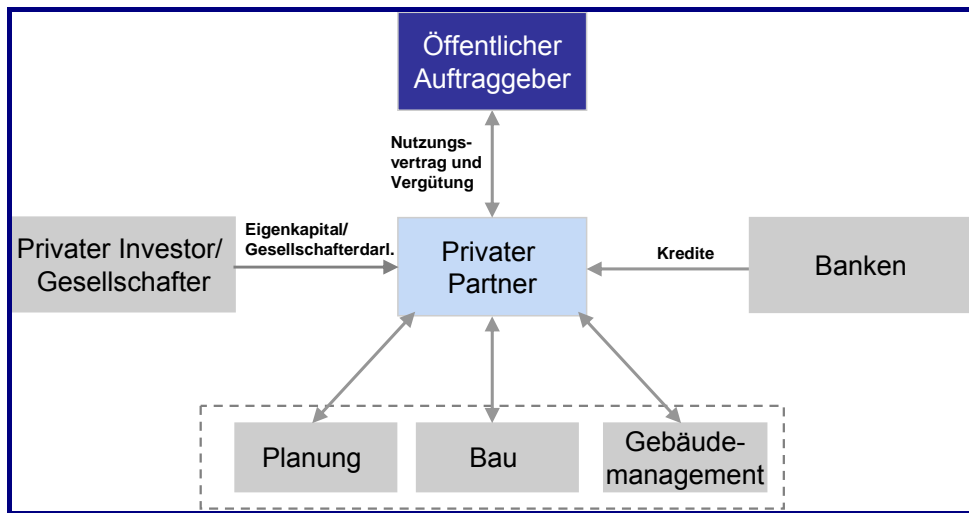 Öffentlicher
Auftraggeber
Nutzungs-
vertrag und
Vergütung
Privater Investor/
Gesellschafter
Eigenkapital/
Gesellschafterdarl.
Privater
Partner
Kredite
Banken
Planung
Bau
Gebäude-
management